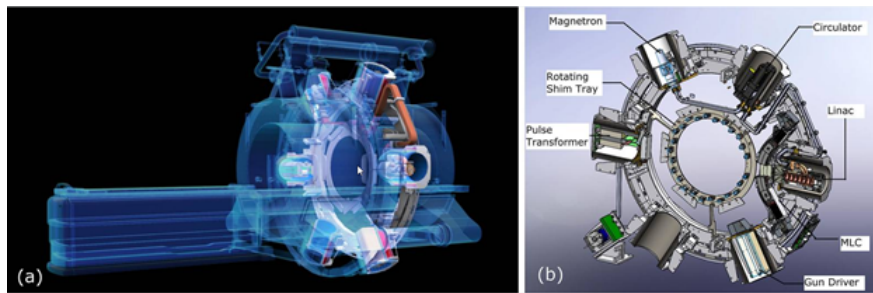 Magnetron
Circulator
Rotating
Shim Tray
Linac
Pulse
Transformer
MLC
(a)
(b)
Gun Driver